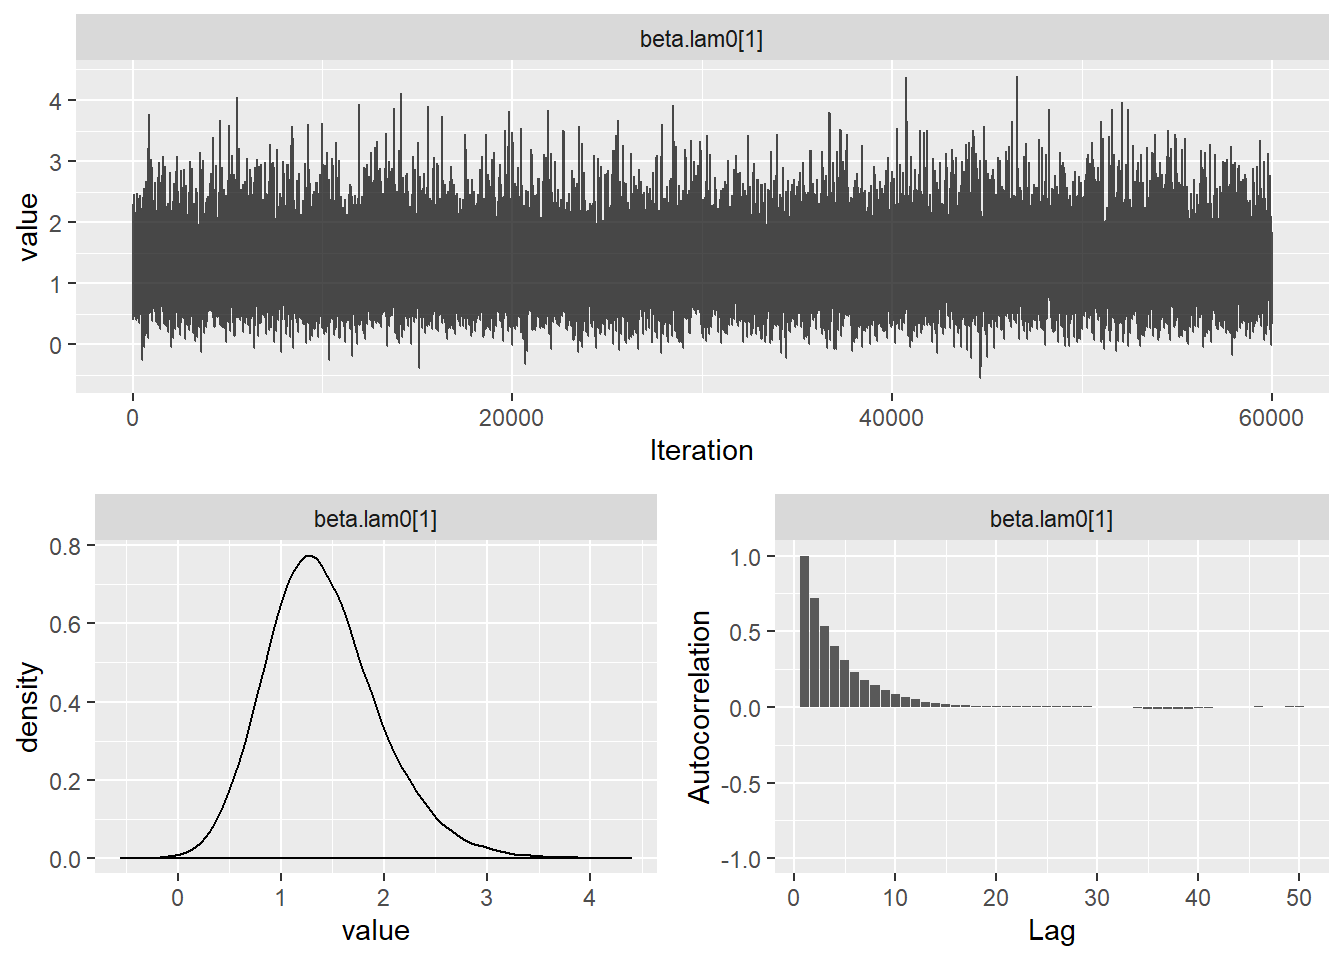 beta.lam0[1]
value
4
3
2
1
0
0 20000 40000 60000
Iteration
beta.lam0[1]
density
0.8
0.6
0.4
0.2
0.0
0 1 2 3 4
value
beta.lam0[1]
Autocorrelation
1.0
0.5
0.0
-0.5
-1.0
0 10 20 30 40 50
Lag